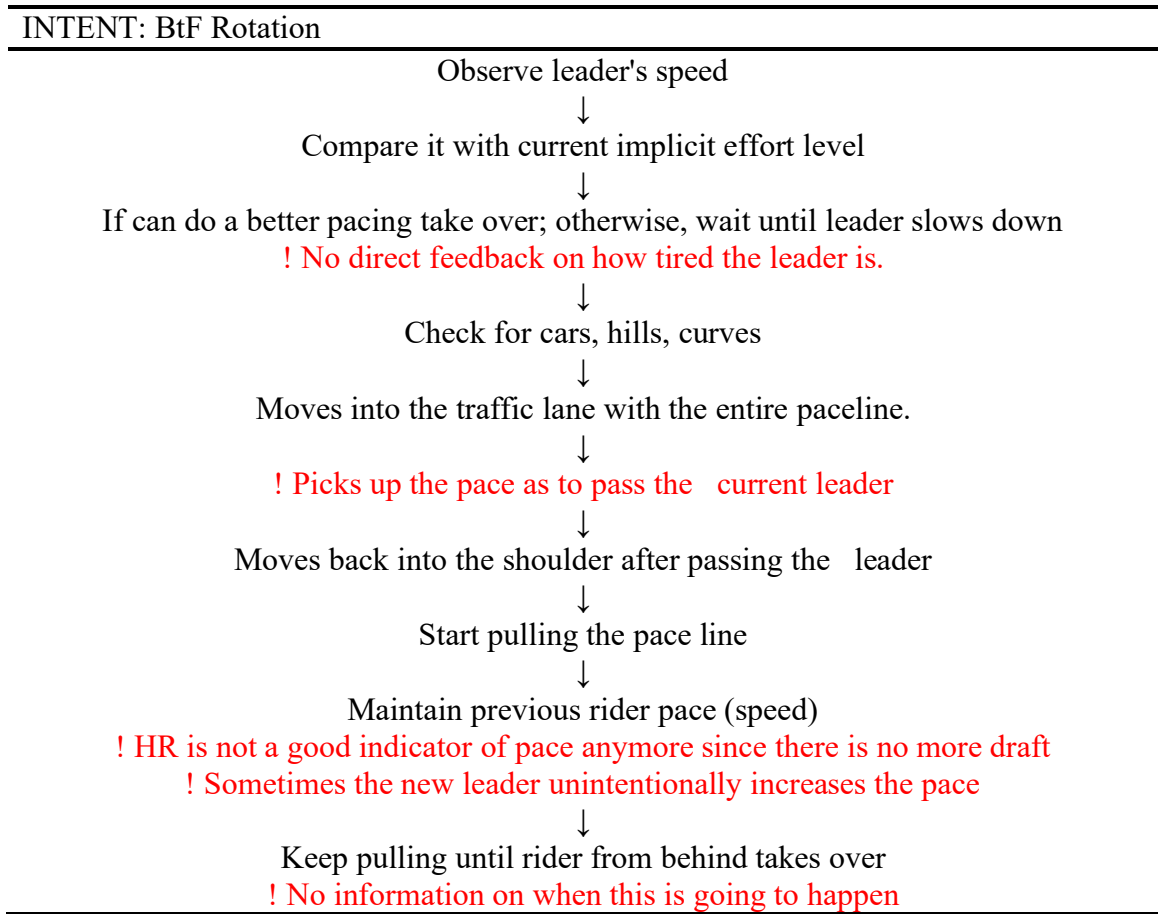 INTENT: BtF Rotation
Observe leader's speed
↓
Compare it with current implicit effort level
↓
If can do a better pacing take over; otherwise, wait until leader slows down
! No direct feedback on how tired the leader is.
↓
Check for cars, hills, curves
↓
Moves into the traffic lane with the entire paceline.
↓
! Picks up the pace as to pass the   current leader
↓
Moves back into the shoulder after passing the   leader
↓
Start pulling the pace line
↓
Maintain previous rider pace (speed)
! HR is not a good indicator of pace anymore since there is no more draft
! Sometimes the new leader unintentionally increases the pace
↓
Keep pulling until rider from behind takes over
! No information on when this is going to happen